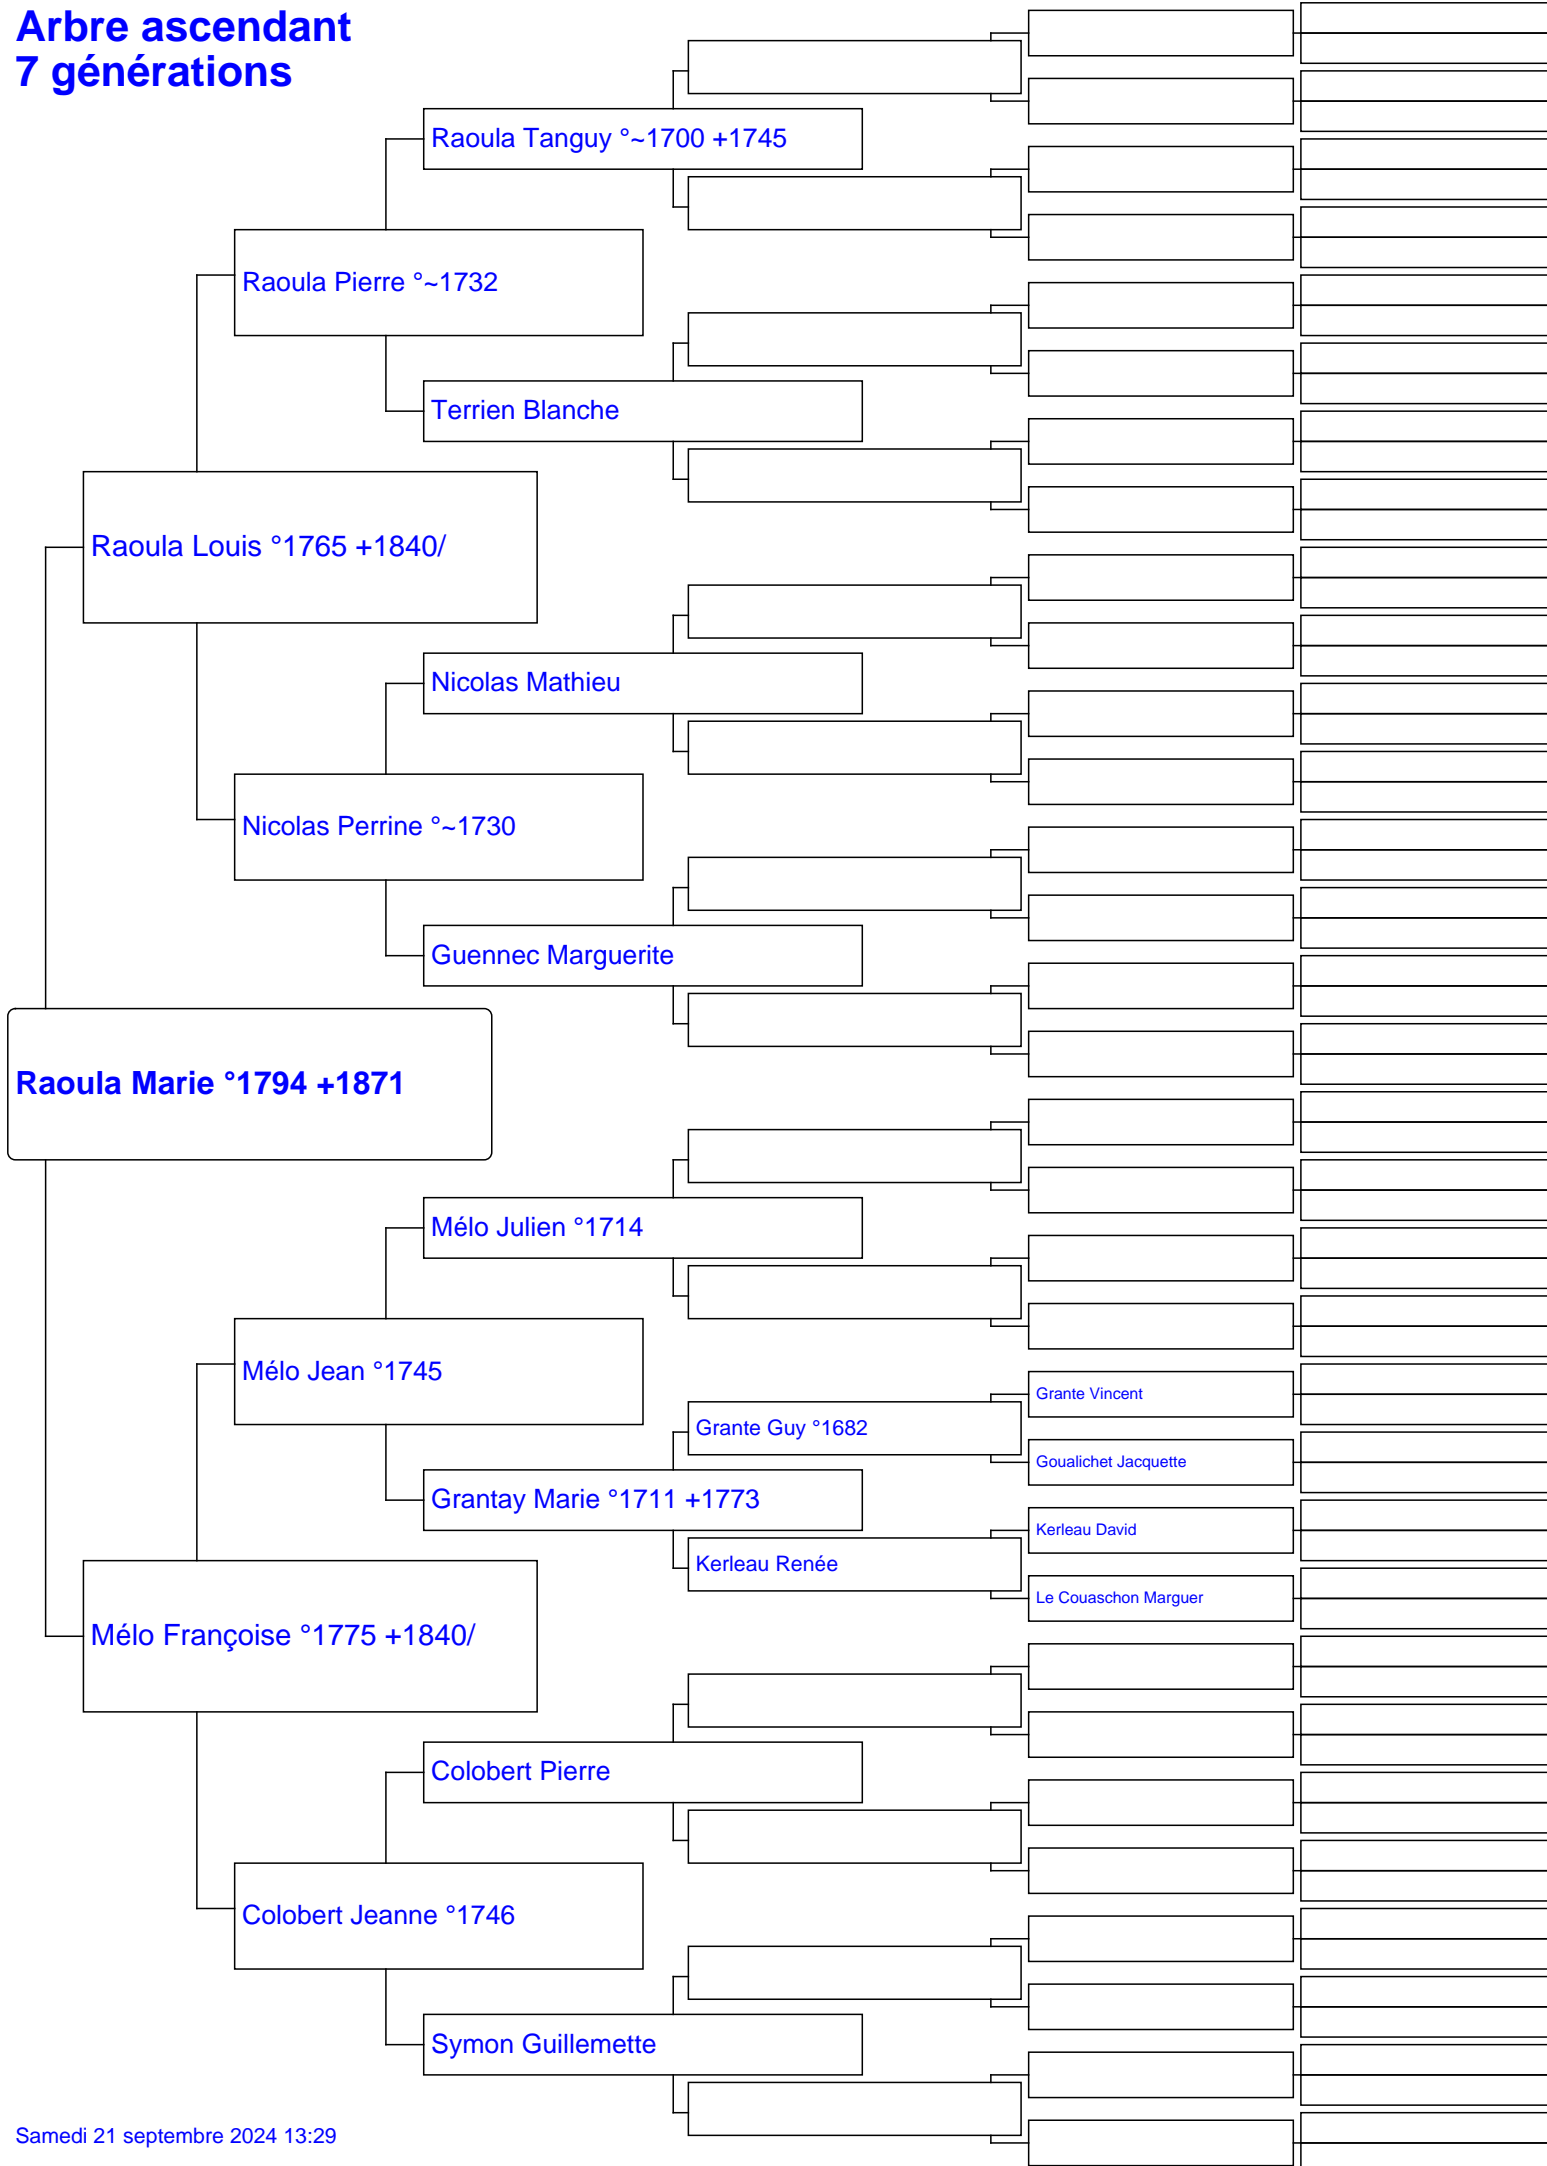 Arbre ascendant
7 générations
Raoula Tanguy °~1700 +1745
Raoula Pierre °~1732
Terrien Blanche
Raoula Louis °1765 +1840/
Nicolas Mathieu
Nicolas Perrine °~1730
Guennec Marguerite
Raoula Marie °1794 +1871
Mélo Julien °1714
Mélo Jean °1745
Grante Vincent
Grante Guy °1682
Goualichet Jacquette
Grantay Marie °1711 +1773
Kerleau David
Kerleau Renée
Le Couaschon Marguer
Mélo Françoise °1775 +1840/
Colobert Pierre
Colobert Jeanne °1746
Symon Guillemette
Samedi 21 septembre 2024 13:29